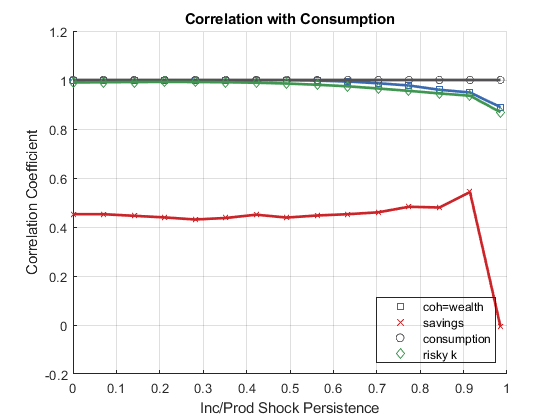 Correlation with Consumption
Correlation Coefficient
1.2
1
0.8
0.6
0.4
0.2
0
-0.2
0 0.1 0.2 0.3 0.4 0.5 0.6 0.7 0.8 0.9 1
Inc/Prod Shock Persistence
coh=wealth
savings
consumption
risky k